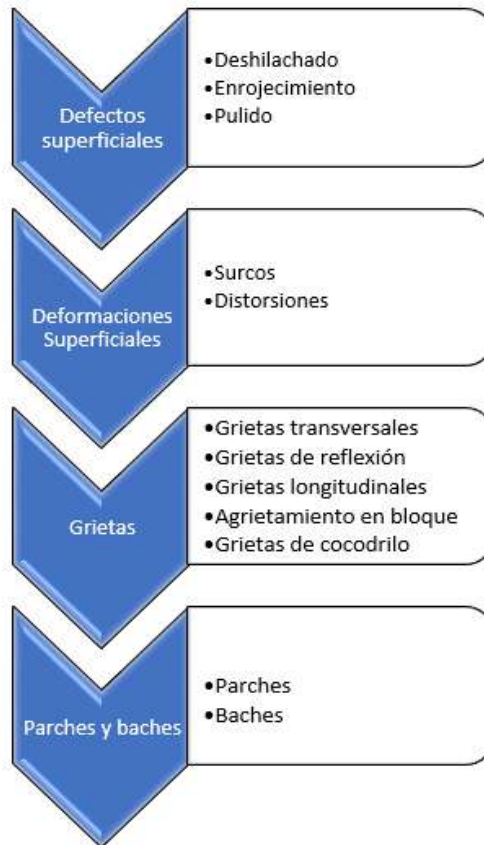 Defectos
superficiales
•Deshilachado
•Enrojecimiento
•Pulido
Deformaciones
Superficiales
•Surcos
•Distorsiones
Grietas
•Grietas transversales
•Grietas de reflexión
•Grietas longitudinales
•Agrietamiento en bloque
•Grietas de cocodrilo
Parches y baches
•Parches
•Baches